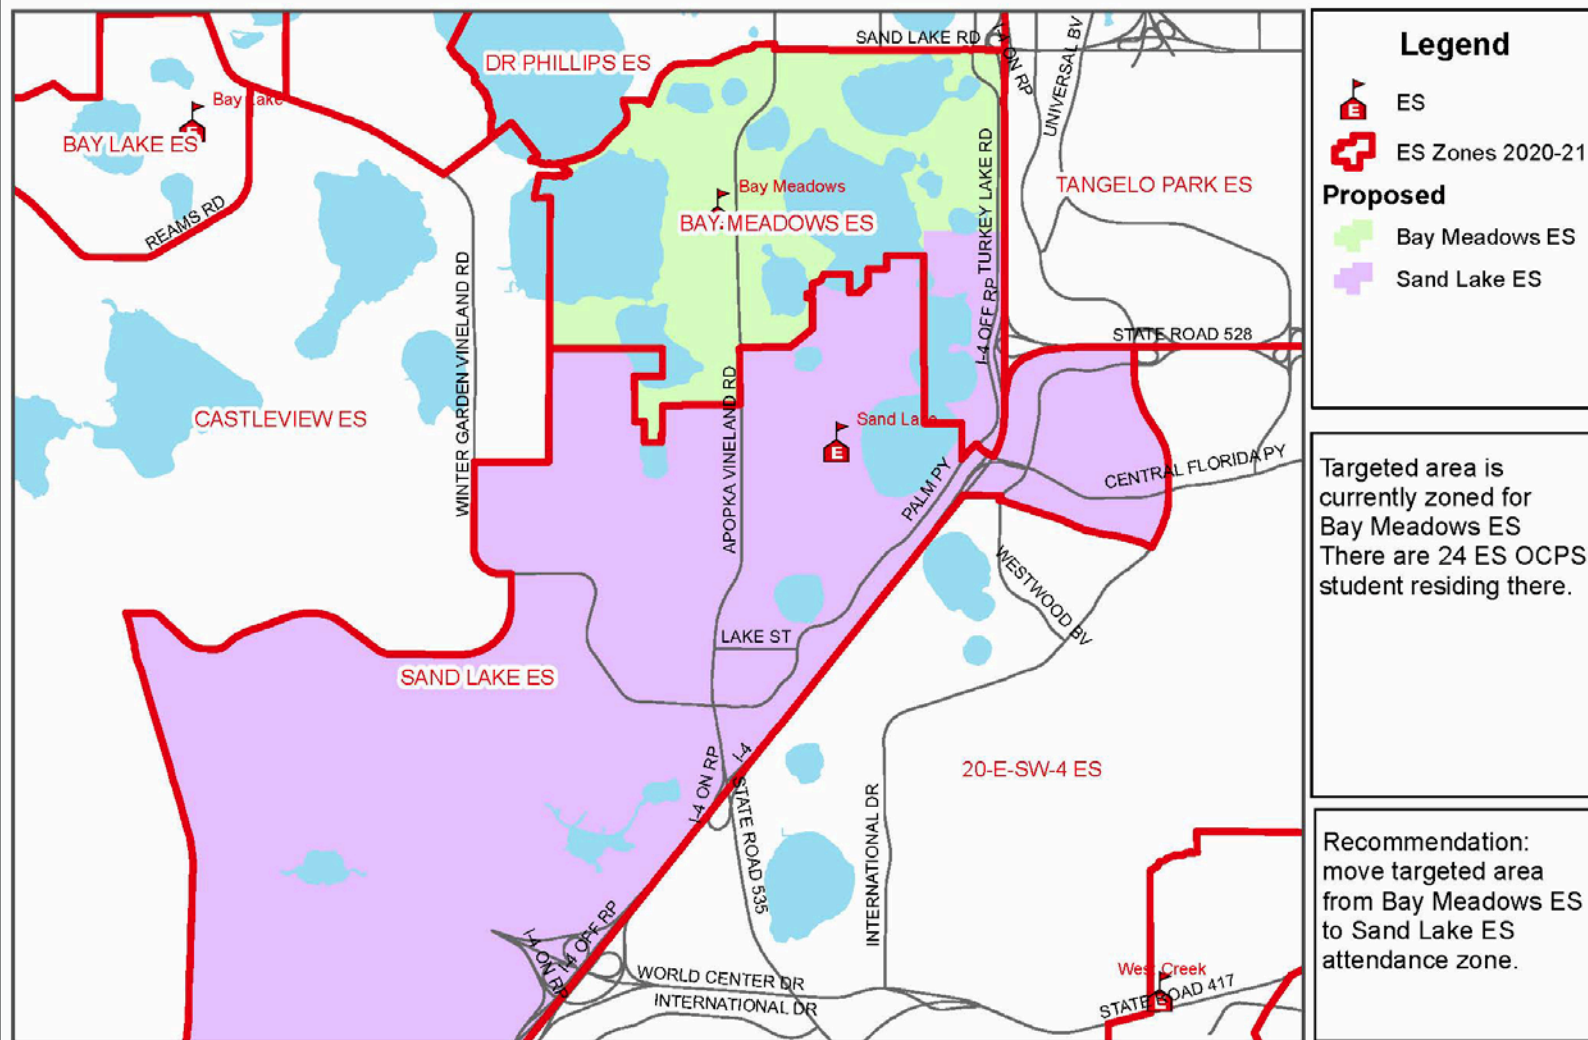 SAND LAKE RD
I-4 ON RP
UNIVERSAL BV
DR PHILLIPS ES
Bay Lake
BAY LAKE ES
REAMS RD
TURKEY LAKE RD
TANGELO PARK ES
Bay Meadows
BAY MEADOWS ES
WINTER GARDEN VINELAND RD
I-4 OFF RP
STATE ROAD 528
CASTLEVIEW ES
APOPKA VINELAND RD
Sand Lake
PALM PY
CENTRAL FLORIDA PY
WESTWOOD BV
LAKE ST
SAND LAKE ES
I-4 ON RP
I-4
STATE ROAD 535
INTERNATIONAL DR
20-E-SW-4 ES
I-4 ON RP
I-4 OFF RP
WORLD CENTER DR
INTERNATIONAL DR
West Creek
STATE ROAD 417
Legend
E ES
ES Zones 2020-21
Proposed
Bay Meadows ES
Sand Lake ES
Targeted area is
currently zoned for
Bay Meadows ES
There are 24 ES OCPS
student residing there.
Recommendation:
move targeted area
from Bay Meadows ES
to Sand Lake ES
attendance zone.